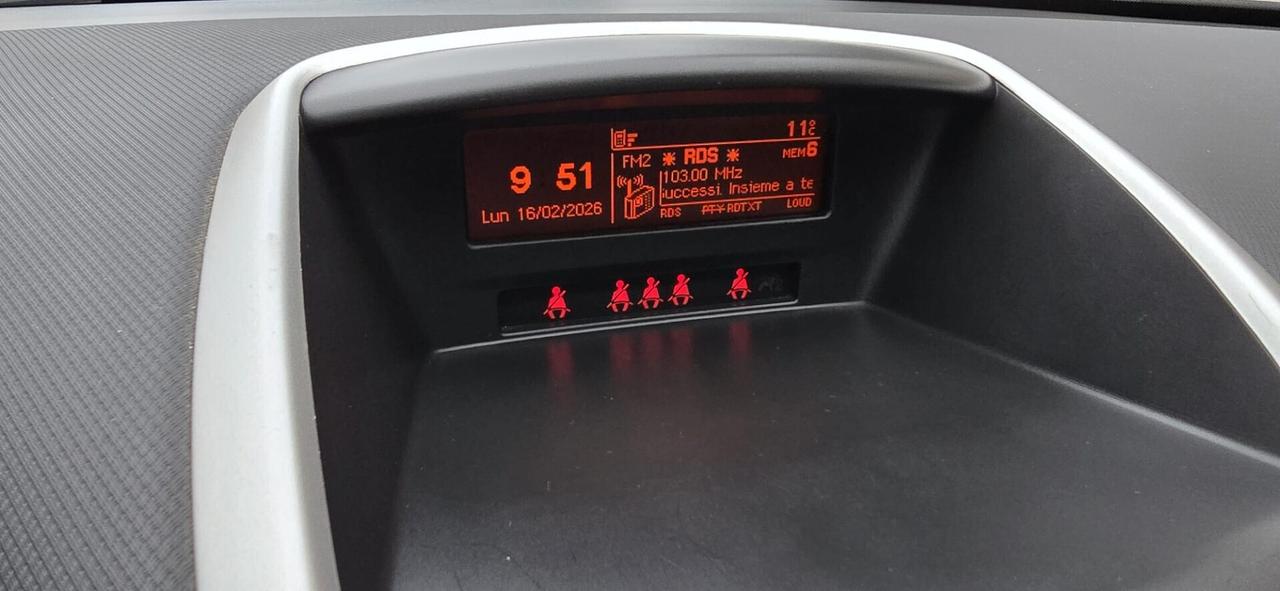 11°C
FM2 ✳ RDS ✳ MEM6
9 51
103.00 MHz
uccessi. Insieme a te
Lun 16/02/2026
RDS PTY RDTXT LOUD